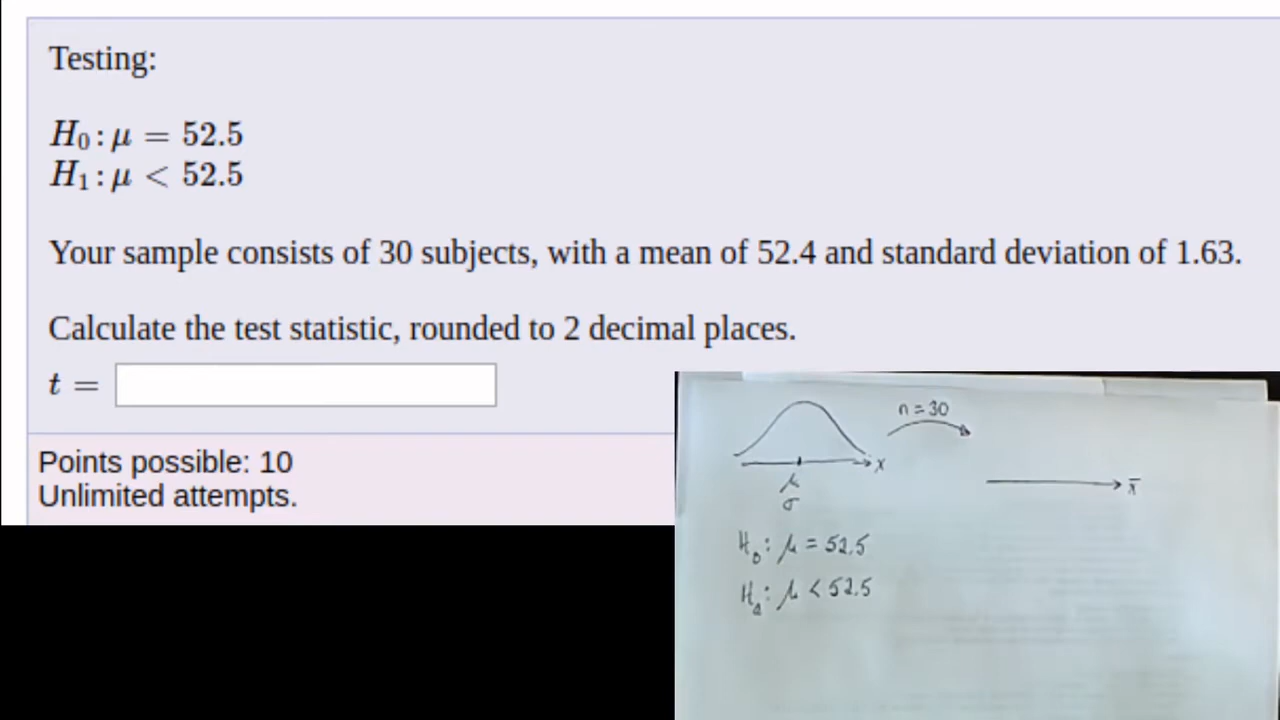 Testing:
H₀: μ = 52.5
H₁: μ < 52.5
Your sample consists of 30 subjects, with a mean of 52.4 and standard deviation of 1.63.
Calculate the test statistic, rounded to 2 decimal places.
t =
Points possible: 10
Unlimited attempts.
n = 30
x
μ
σ
x̄
H₀: μ = 52.5
Hₐ: μ < 52.5